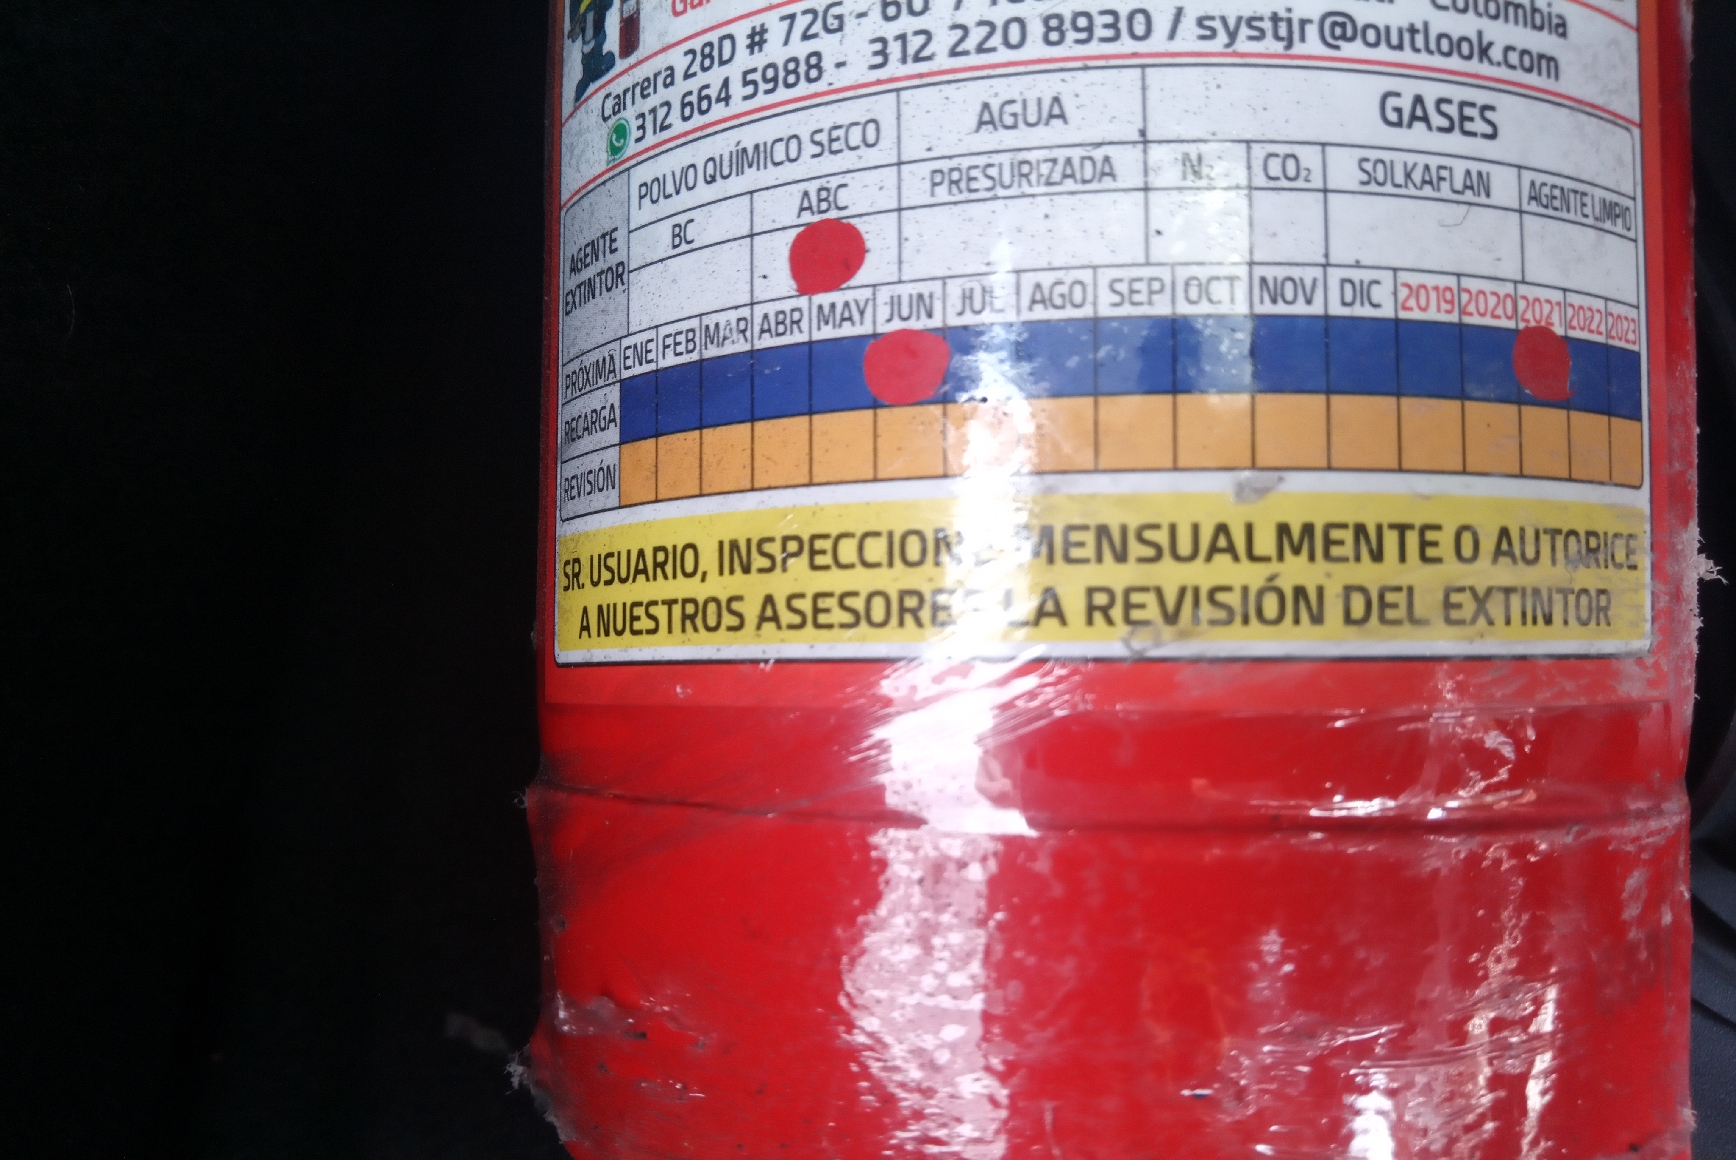 Carrera 28D # 72G - 60 / Colombia
312 664 5988 - 312 220 8930 / systjr@outlook.com
AGENTE EXTINTOR
POLVO QUÍMICO SECO AGUA GASES
BC ABC PRESURIZADA N₂ CO₂ SOLKAFLAN AGENTE LIMPIO
ENE FEB MAR ABR MAY JUN JUL AGO SEP OCT NOV DIC 2019 2020 2021 2022 2023
PRÓXIMA
RECARGA
REVISIÓN
SR. USUARIO, INSPECCIONE MENSUALMENTE O AUTORICE
A NUESTROS ASESORES LA REVISIÓN DEL EXTINTOR